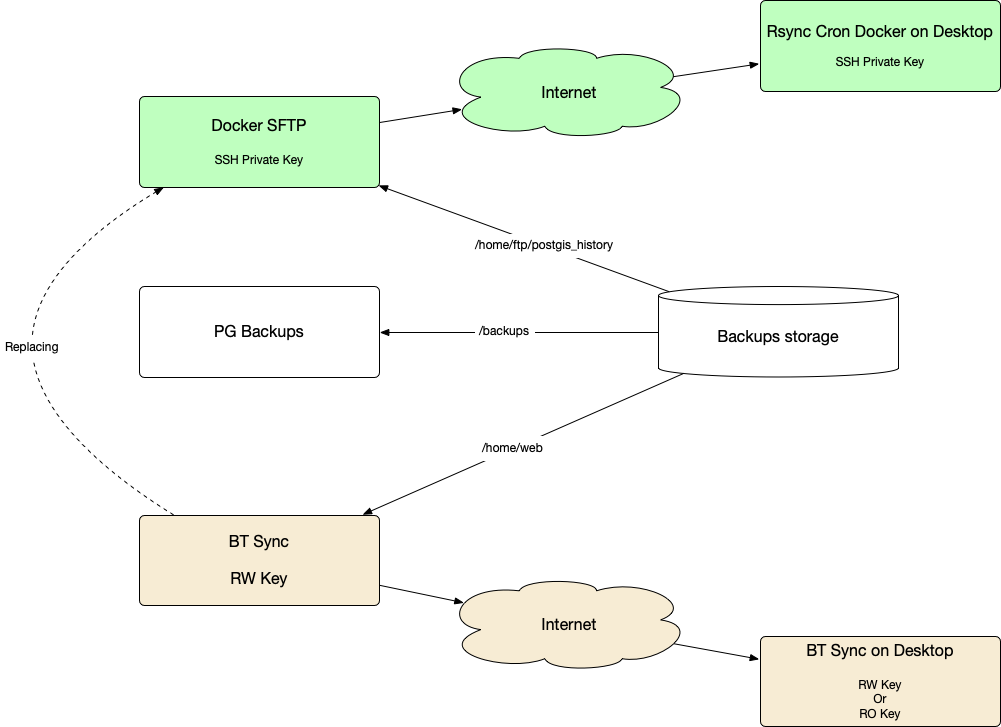 Rsync Cron Docker on Desktop
SSH Private Key
Internet
Docker SFTP
SSH Private Key
/home/ftp/postgis_history
PG Backups
/backups
Backups storage
Replacing
/home/web
BT Sync
RW Key
Internet
BT Sync on Desktop
RW Key
Or
RO Key